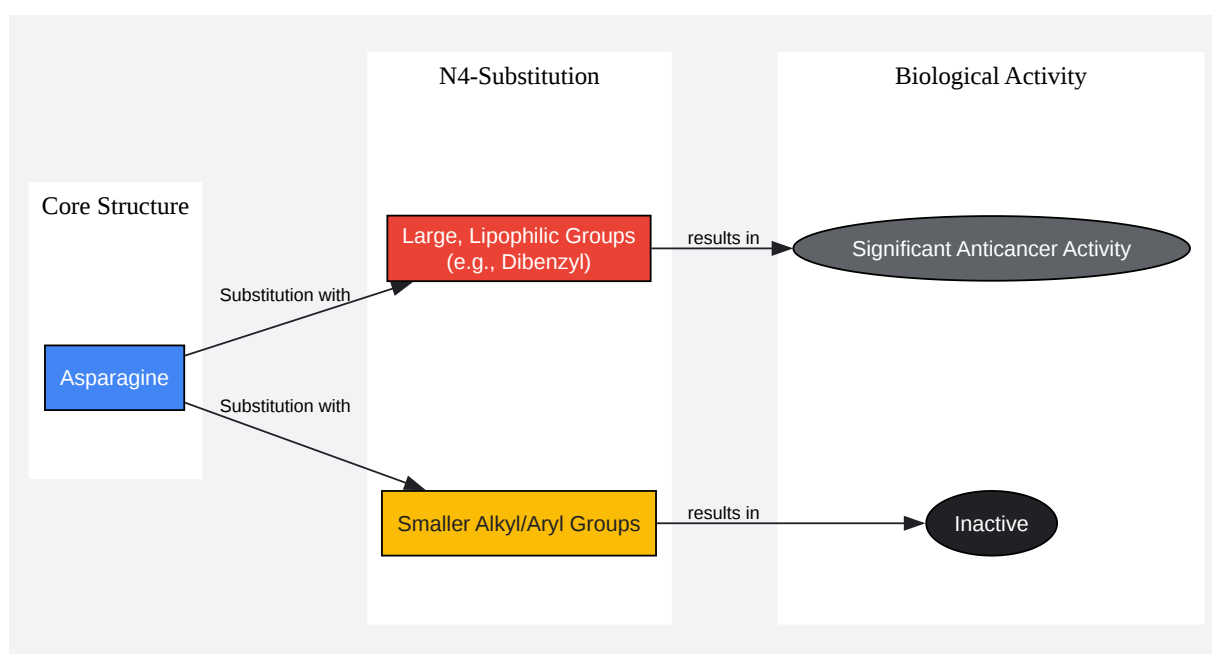 Core Structure
Asparagine
Substitution with
Substitution with
N4-Substitution
Large, Lipophilic Groups
(e.g., Dibenzyl)
Smaller Alkyl/Aryl Groups
results in
results in
Biological Activity
Significant Anticancer Activity
Inactive